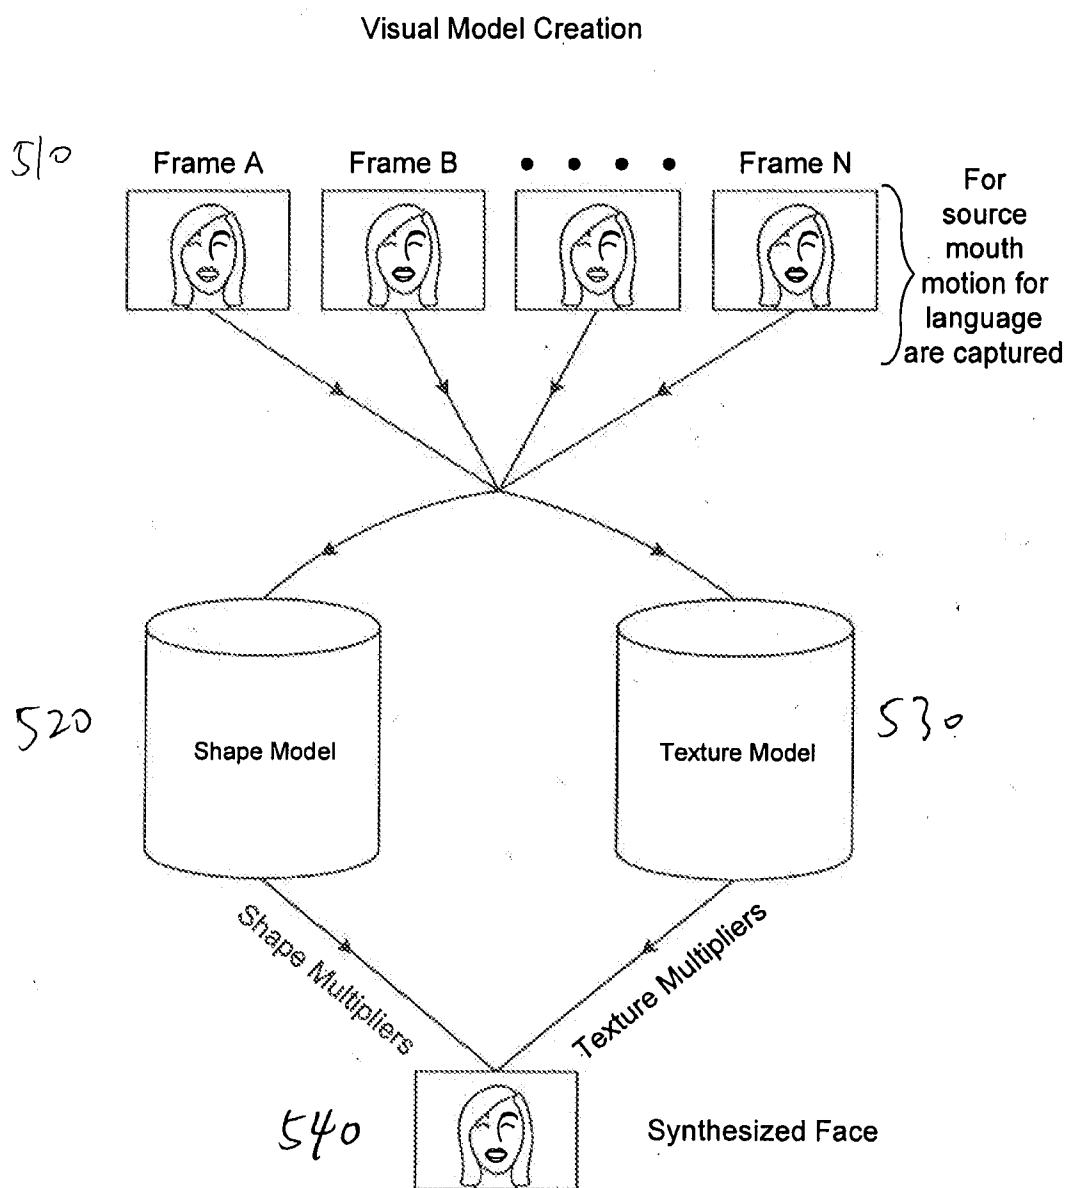 Visual Model Creation
510
Frame A
Frame B
Frame N
For
source
mouth
motion for
language
are captured
520
Shape Model
Texture Model
530
Shape Multipliers
Texture Multipliers
540
Synthesized Face